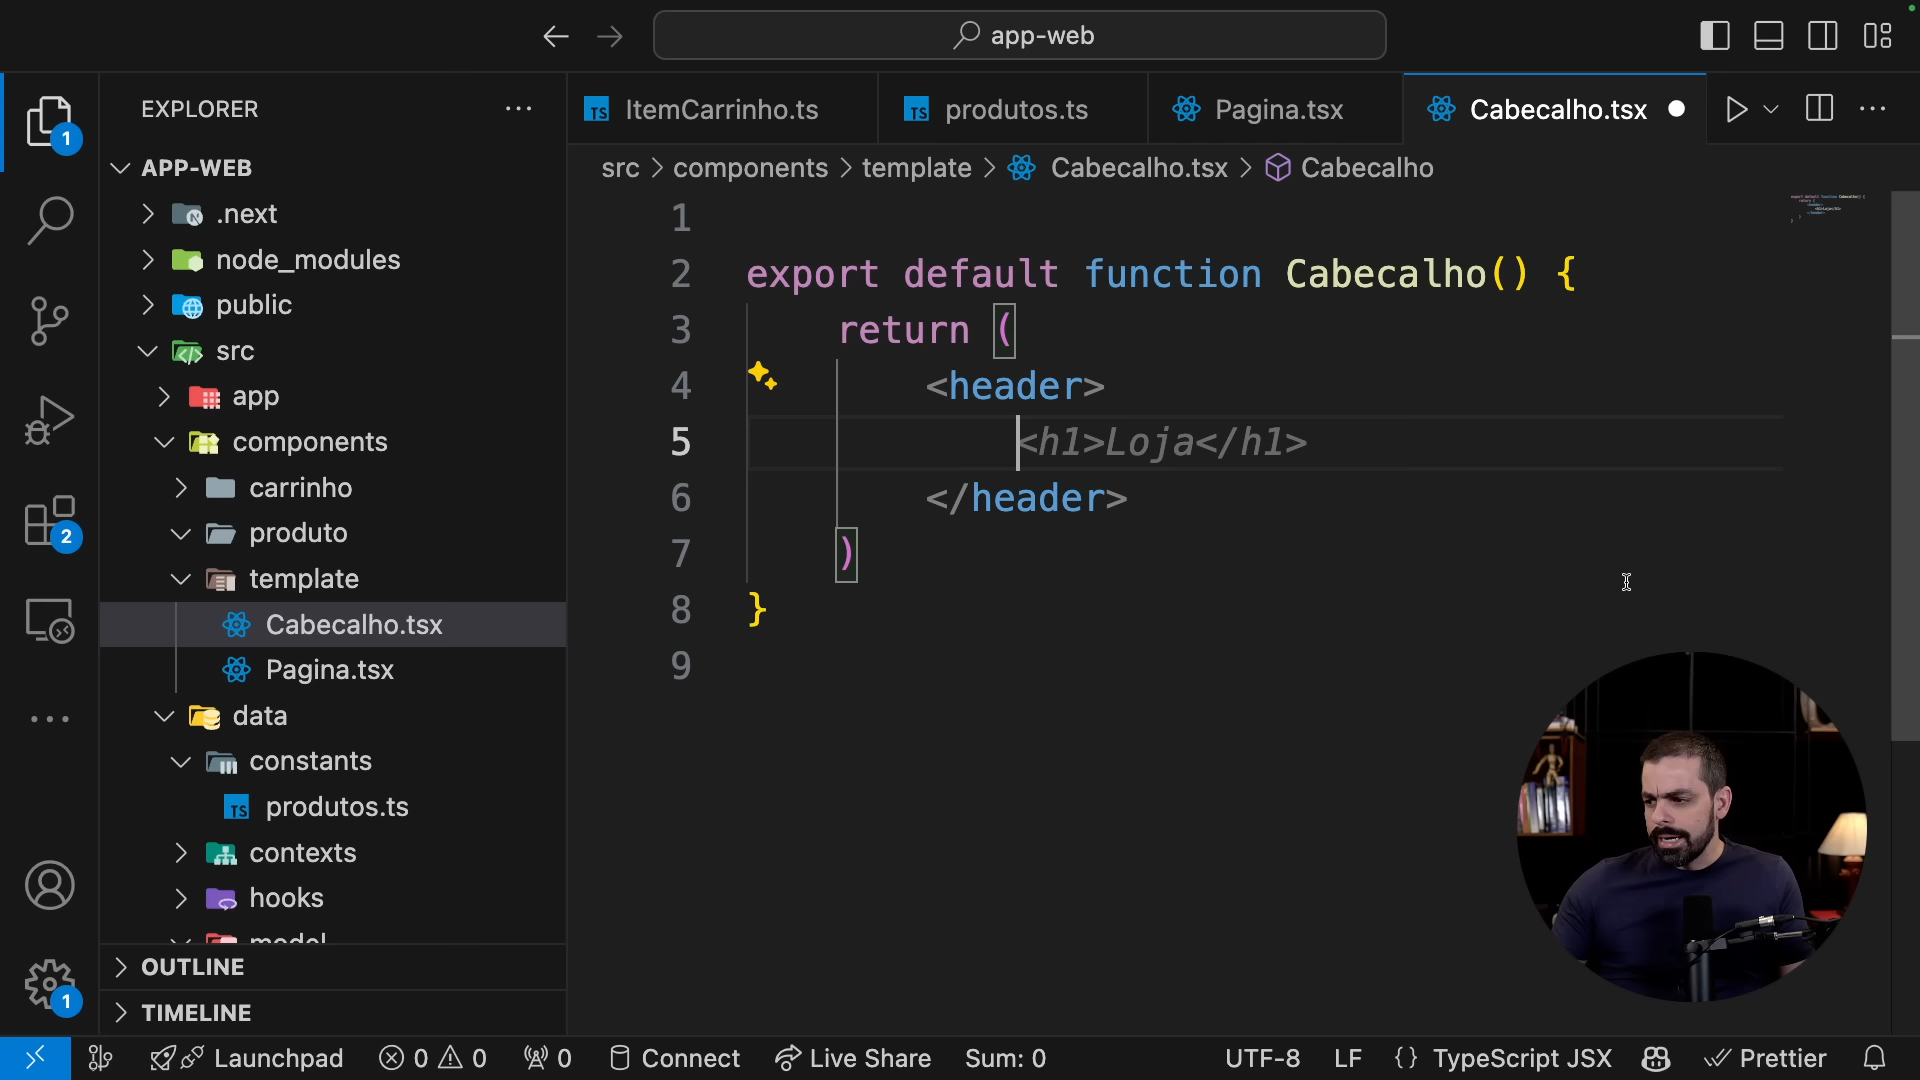 app-web
EXPLORER
ItemCarrinho.ts
produtos.ts
Pagina.tsx
Cabecalho.tsx
1
APP-WEB
src > components > template > Cabecalho.tsx > Cabecalho
.next
node_modules
public
src
app
components
carrinho
produto
template
Cabecalho.tsx
Pagina.tsx
data
constants
produtos.ts
contexts
hooks
model
OUTLINE
TIMELINE
2
1
1
2 export default function Cabecalho() {
3 return (
4 <header>
5 <h1>Loja</h1>
6 </header>
7 )
8 }
9
Launchpad 0 0 0 Connect Live Share Sum: 0 UTF-8 LF {} TypeScript JSX Prettier